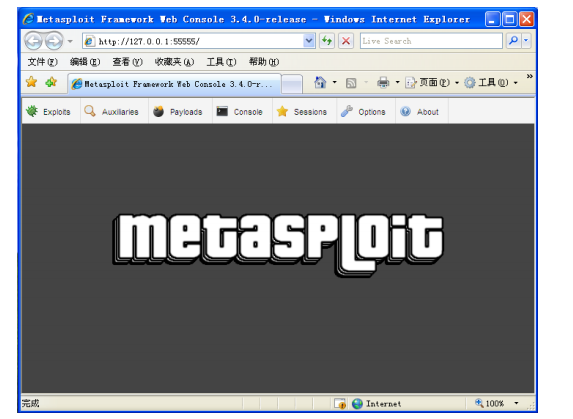 Metasploit Framework Web Console 3.4.0-release - Windows Internet Explorer
http://127.0.0.1:55555/ Live Search
文件(F) 编辑(E) 查看(V) 收藏夹(A) 工具(T) 帮助(H)
Metasploit Framework Web Console 3.4.0-r... 页面(P) 工具(O) »
Exploits Auxiliaries Payloads Console Sessions Options About
metasploit
完成 Internet 100%